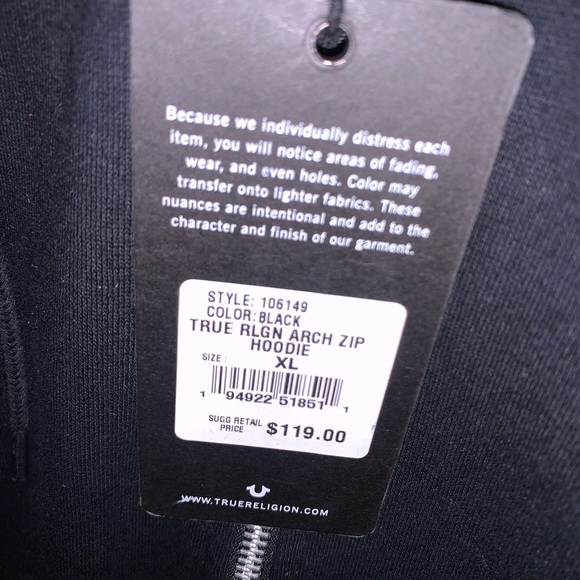 Because we individually distress each
item, you will notice areas of fading,
wear, and even holes. Color may
transfer onto lighter fabrics. These
nuances are intentional and add to the
character and finish of our garment.
STYLE: 106149
COLOR:BLACK
TRUE RLGN ARCH ZIP
HOODIE
SIZE: XL
1 94922 51851 1
SUGG RETAIL
PRICE $119.00
WWW.TRUERELIGION.COM